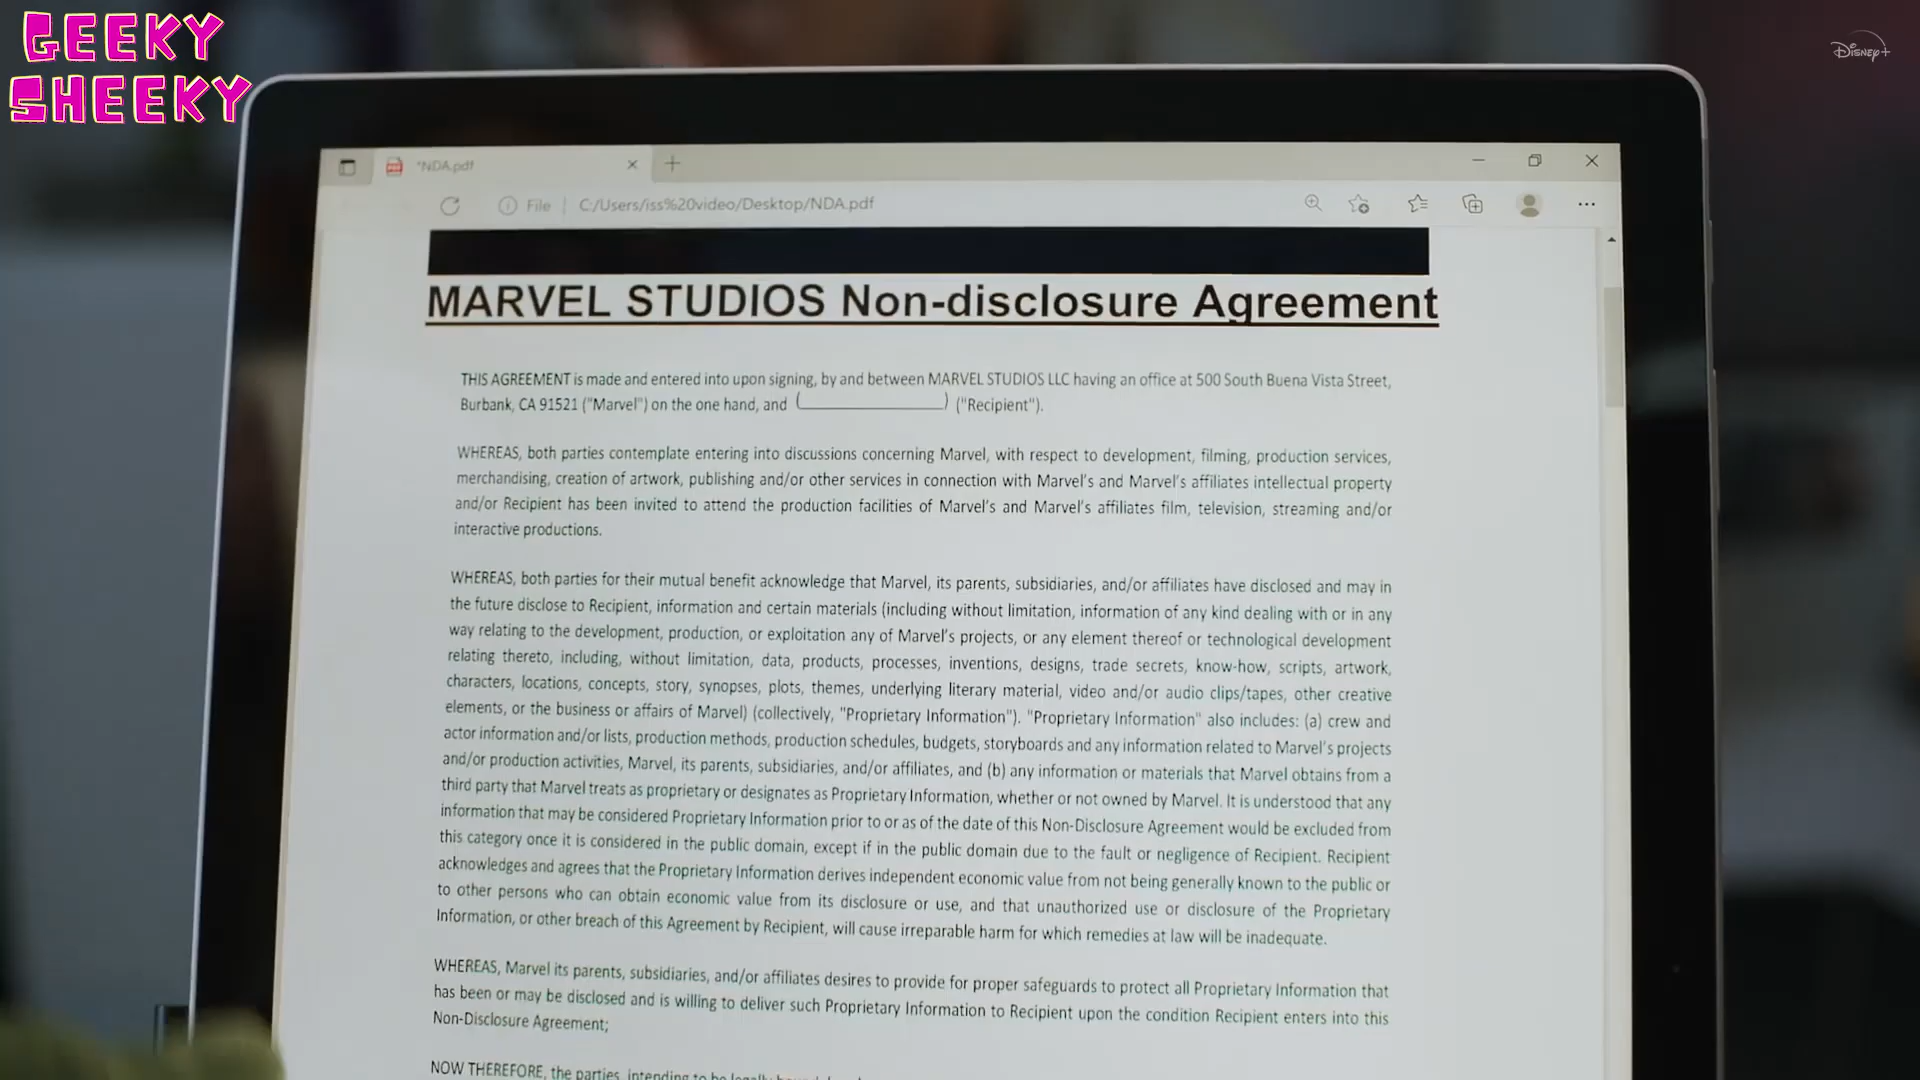 GEEKY
SHEEKY
Disney+
*NDA.pdf
File
C:/Users/iss%20video/Desktop/NDA.pdf
MARVEL STUDIOS Non-disclosure Agreement
THIS AGREEMENT is made and entered into upon signing, by and between MARVEL STUDIOS LLC having an office at 500 South Buena Vista Street,
Burbank, CA 91521 ("Marvel") on the one hand, and (____________________) ("Recipient").
WHEREAS, both parties contemplate entering into discussions concerning Marvel, with respect to development, filming, production services,
merchandising, creation of artwork, publishing and/or other services in connection with Marvel's and Marvel's affiliates intellectual property
and/or Recipient has been invited to attend the production facilities of Marvel's and Marvel's affiliates film, television, streaming and/or
interactive productions.
WHEREAS, both parties for their mutual benefit acknowledge that Marvel, its parents, subsidiaries, and/or affiliates have disclosed and may in
the future disclose to Recipient, information and certain materials (including without limitation, information of any kind dealing with or in any
way relating to the development, production, or exploitation any of Marvel's projects, or any element thereof or technological development
relating thereto, including, without limitation, data, products, processes, inventions, designs, trade secrets, know-how, scripts, artwork,
characters, locations, concepts, story, synopses, plots, themes, underlying literary material, video and/or audio clips/tapes, other creative
elements, or the business or affairs of Marvel) (collectively, "Proprietary Information"). "Proprietary Information" also includes: (a) crew and
actor information and/or lists, production methods, production schedules, budgets, storyboards and any information related to Marvel's projects
and/or production activities, Marvel, its parents, subsidiaries, and/or affiliates, and (b) any information or materials that Marvel obtains from a
third party that Marvel treats as proprietary or designates as Proprietary Information, whether or not owned by Marvel. It is understood that any
information that may be considered Proprietary Information prior to or as of the date of this Non-Disclosure Agreement would be excluded from
this category once it is considered in the public domain, except if in the public domain due to the fault or negligence of Recipient. Recipient
acknowledges and agrees that the Proprietary Information derives independent economic value from not being generally known to the public or
to other persons who can obtain economic value from its disclosure or use, and that unauthorized use or disclosure of the Proprietary
Information, or other breach of this Agreement by Recipient, will cause irreparable harm for which remedies at law will be inadequate.
WHEREAS, Marvel its parents, subsidiaries, and/or affiliates desires to provide for proper safeguards to protect all Proprietary Information that
has been or may be disclosed and is willing to deliver such Proprietary Information to Recipient upon the condition Recipient enters into this
Non-Disclosure Agreement;
NOW THEREFORE, the parties, intending to be legally